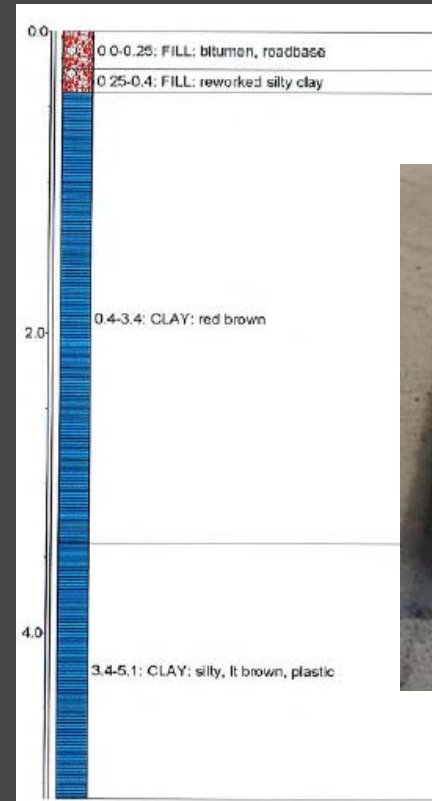 0.0
0.0-0.25: FILL: bitumen, roadbase
0.25-0.4: FILL: reworked silty clay
0.4-3.4: CLAY: red brown
2.0
4.0
3.4-5.1: CLAY: silty, lt brown, plastic